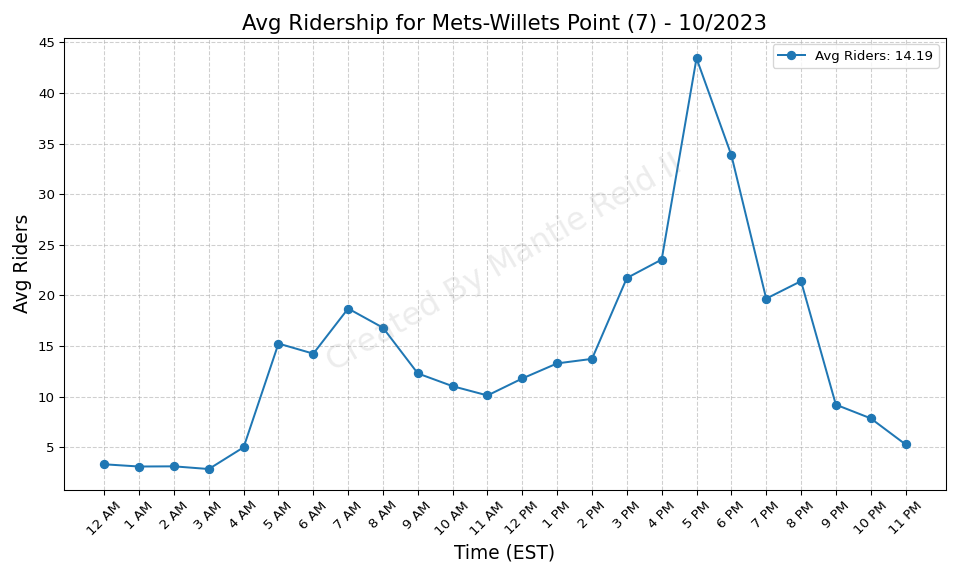 Avg Ridership for Mets-Willets Point (7) - 10/2023
Avg Riders: 14.19
Avg Riders
45
40
35
30
25
20
15
10
5
Created By Mantie Reid II
12 AM
1 AM
2 AM
3 AM
4 AM
5 AM
6 AM
7 AM
8 AM
9 AM
10 AM
11 AM
12 PM
1 PM
2 PM
3 PM
4 PM
5 PM
6 PM
7 PM
8 PM
9 PM
10 PM
11 PM
Time (EST)